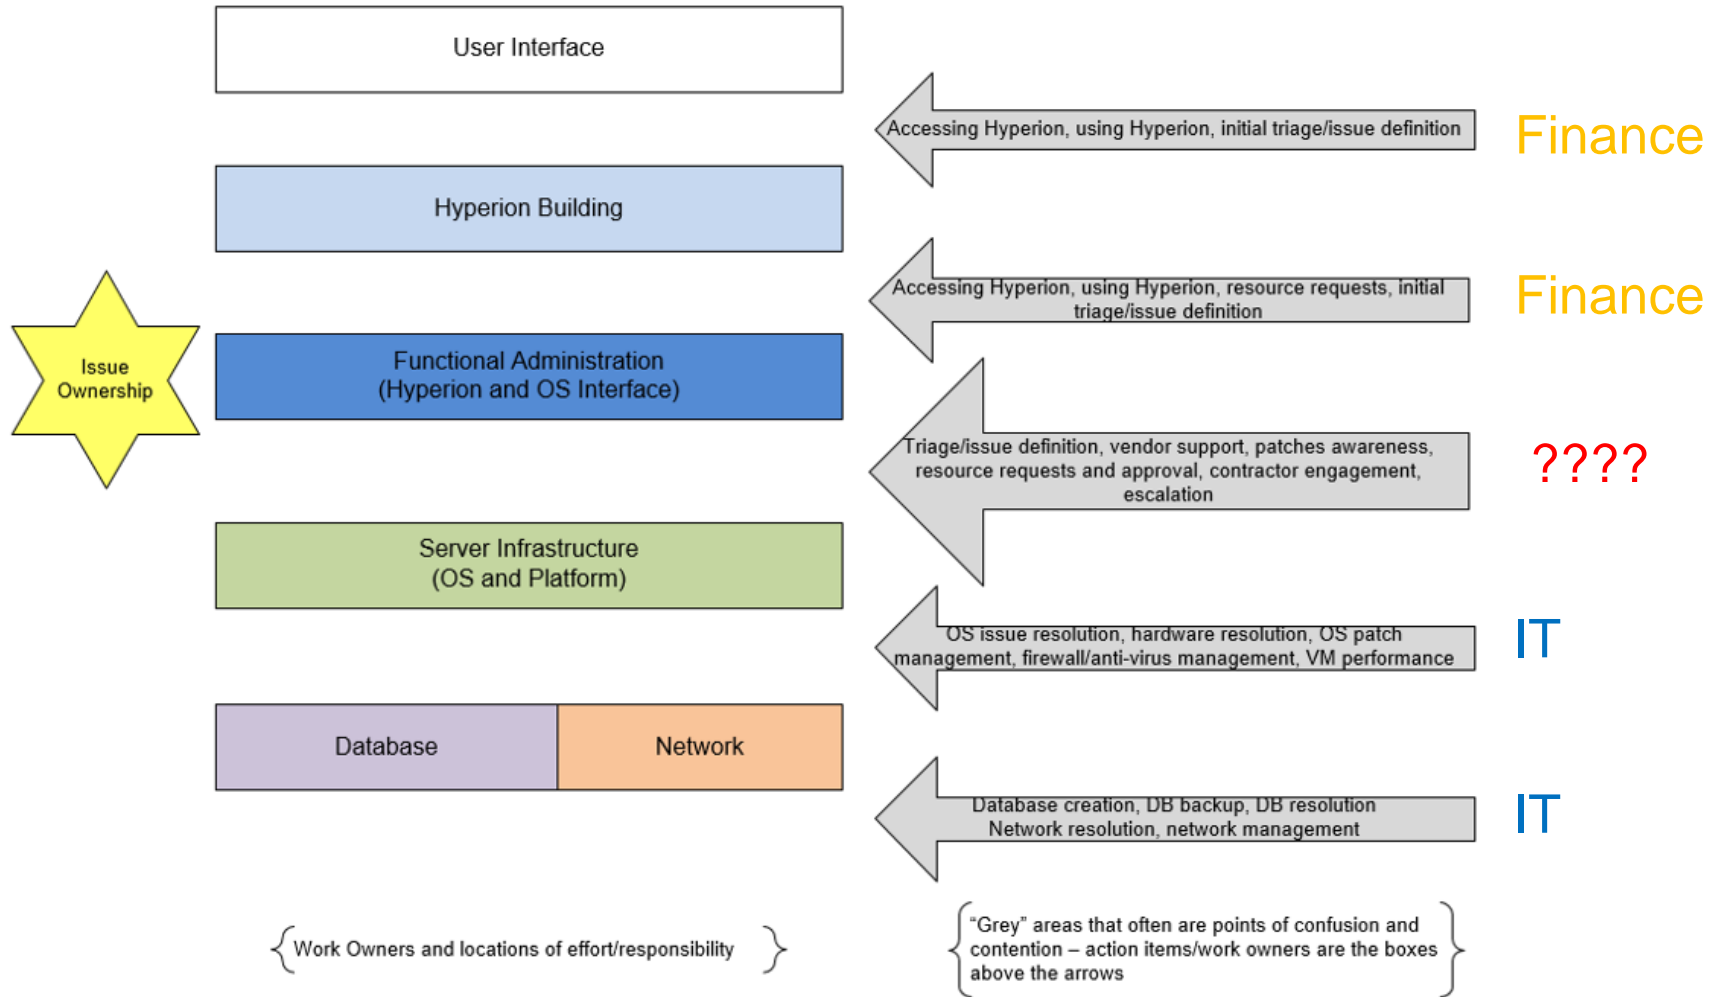 User Interface
Accessing Hyperion, using Hyperion, initial triage/issue definition
Finance
Hyperion Building
Accessing Hyperion, using Hyperion, resource requests, initial
triage/issue definition
Finance
Issue
Ownership
Functional Administration
(Hyperion and OS Interface)
Triage/issue definition, vendor support, patches awareness,
resource requests and approval, contractor engagement,
escalation
????
Server Infrastructure
(OS and Platform)
OS issue resolution, hardware resolution, OS patch
management, firewall/anti-virus management, VM performance
IT
Database
Network
Database creation, DB backup, DB resolution
Network resolution, network management
IT
Work Owners and locations of effort/responsibility
“Grey” areas that often are points of confusion and
contention – action items/work owners are the boxes
above the arrows